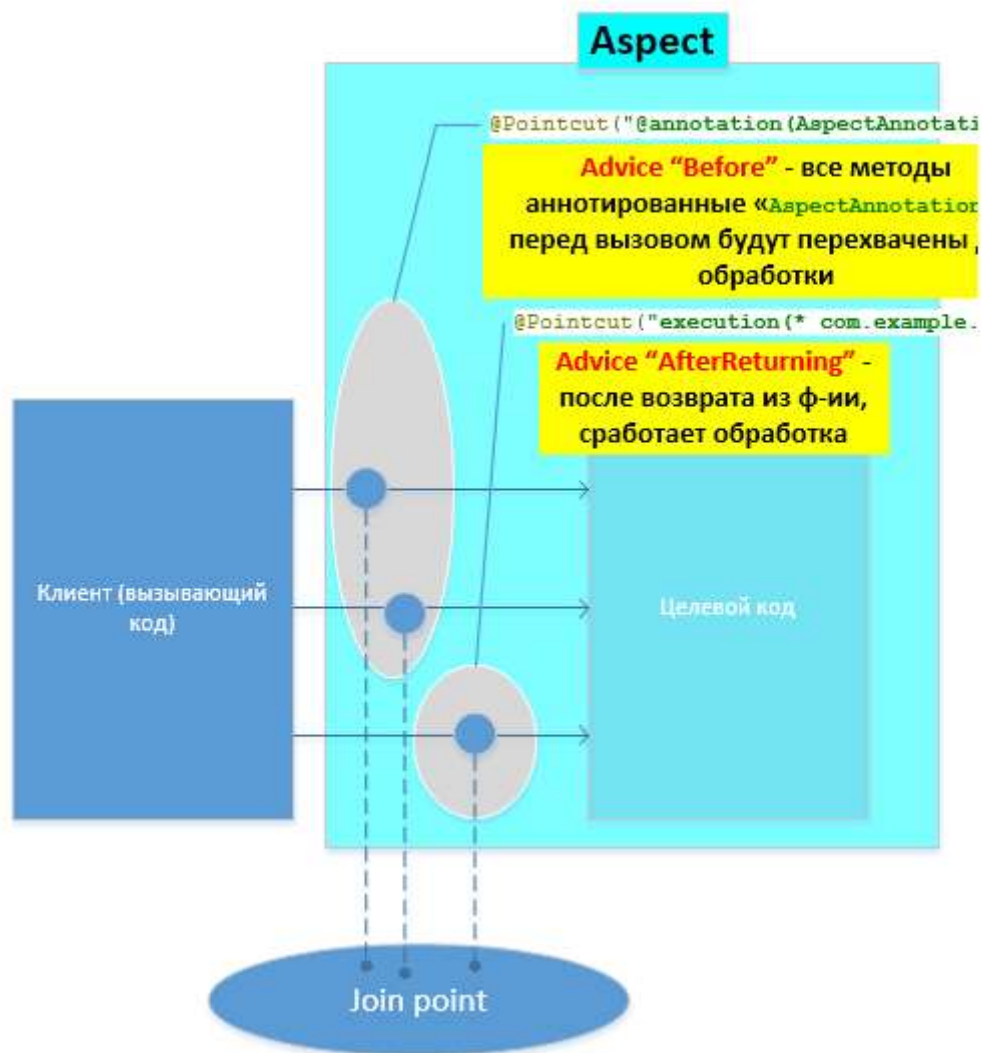 Aspect
@Pointcut("@annotation(AspectAnnotati
Advice “Before” - все методы
аннотированные «AspectAnnotation
перед вызовом будут перехвачены
обработки
@Pointcut("execution(* com.example.
Advice “AfterReturning” -
после возврата из ф-ии,
сработает обработка
Клиент (вызывающий
код)
Целевой код
Join point